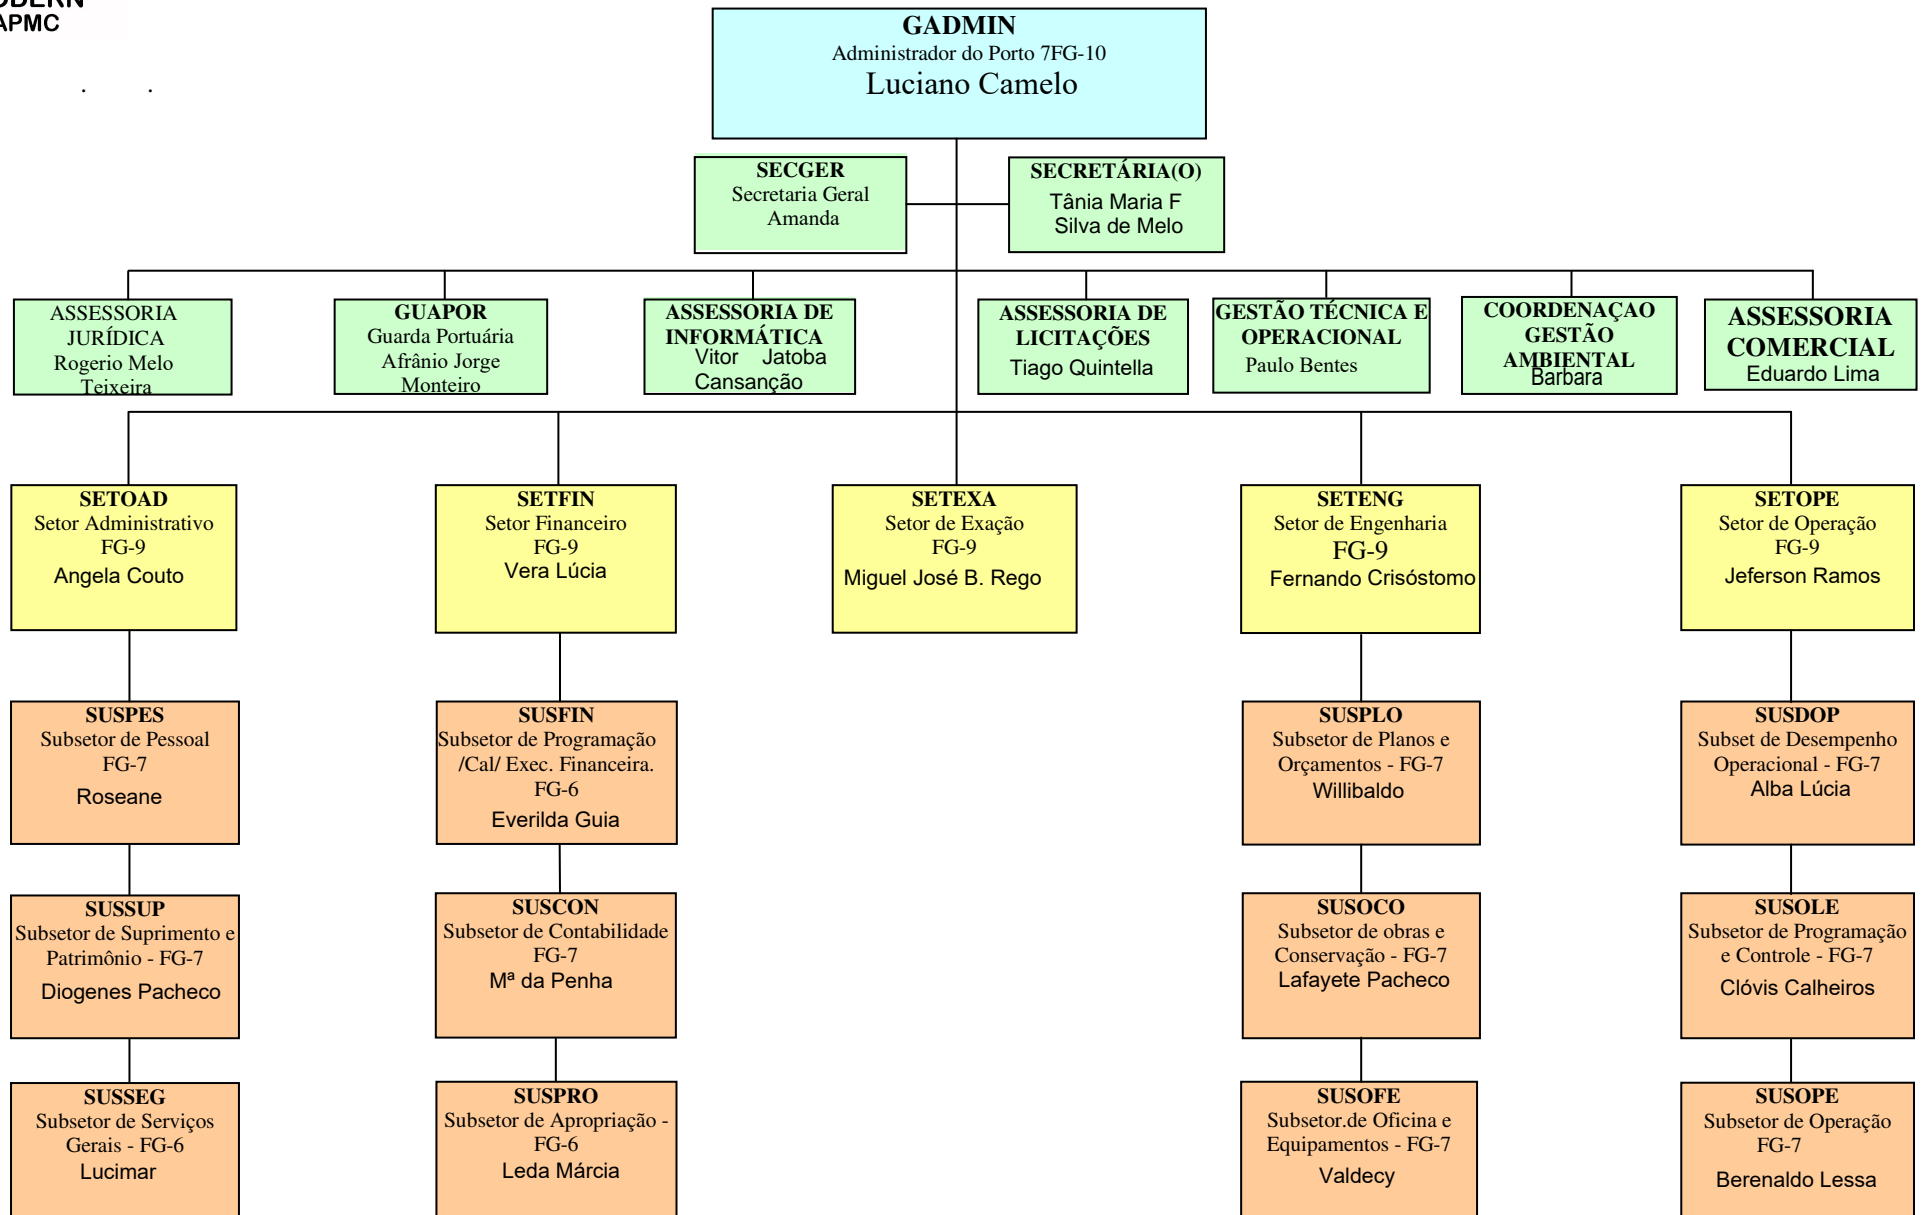 APMC
GADMIN
Administrador do Porto 7FG-10
Luciano Camelo
SECGER
Secretaria Geral
Amanda
SECRETÁRIA(O)
Tânia Maria F
Silva de Melo
ASSESSORIA
JURÍDICA
Rogerio Melo
Teixeira
GUAPOR
Guarda Portuária
Afrânio Jorge
Monteiro
ASSESSORIA DE
INFORMÁTICA
Vitor Jatoba
Cansanção
ASSESSORIA DE
LICITAÇÕES
Tiago Quintella
GESTÃO TÉCNICA E
OPERACIONAL
Paulo Bentes
COORDENAÇAO
GESTÃO
AMBIENTAL
Barbara
ASSESSORIA
COMERCIAL
Eduardo Lima
SETOAD
Setor Administrativo
FG-9
Angela Couto
SETFIN
Setor Financeiro
FG-9
Vera Lúcia
SETEXA
Setor de Exação
FG-9
Miguel José B. Rego
SETENG
Setor de Engenharia
FG-9
Fernando Crisóstomo
SETOPE
Setor de Operação
FG-9
Jeferson Ramos
SUSPES
Subsetor de Pessoal
FG-7
Roseane
SUSFIN
Subsetor de Programação
/Cal/ Exec. Financeira.
FG-6
Everilda Guia
SUSPLO
Subsetor de Planos e
Orçamentos - FG-7
Willibaldo
SUSDOP
Subset de Desempenho
Operacional - FG-7
Alba Lúcia
SUSSUP
Subsetor de Suprimento e
Patrimônio - FG-7
Diogenes Pacheco
SUSCON
Subsetor de Contabilidade
FG-7
Mª da Penha
SUSOCO
Subsetor de obras e
Conservação - FG-7
Lafayete Pacheco
SUSOLE
Subsetor de Programação
e Controle - FG-7
Clóvis Calheiros
SUSSEG
Subsetor de Serviços
Gerais - FG-6
Lucimar
SUSPRO
Subsetor de Apropriação -
FG-6
Leda Márcia
SUSOFE
Subsetor.de Oficina e
Equipamentos - FG-7
Valdecy
SUSOPE
Subsetor de Operação
FG-7
Berenaldo Lessa